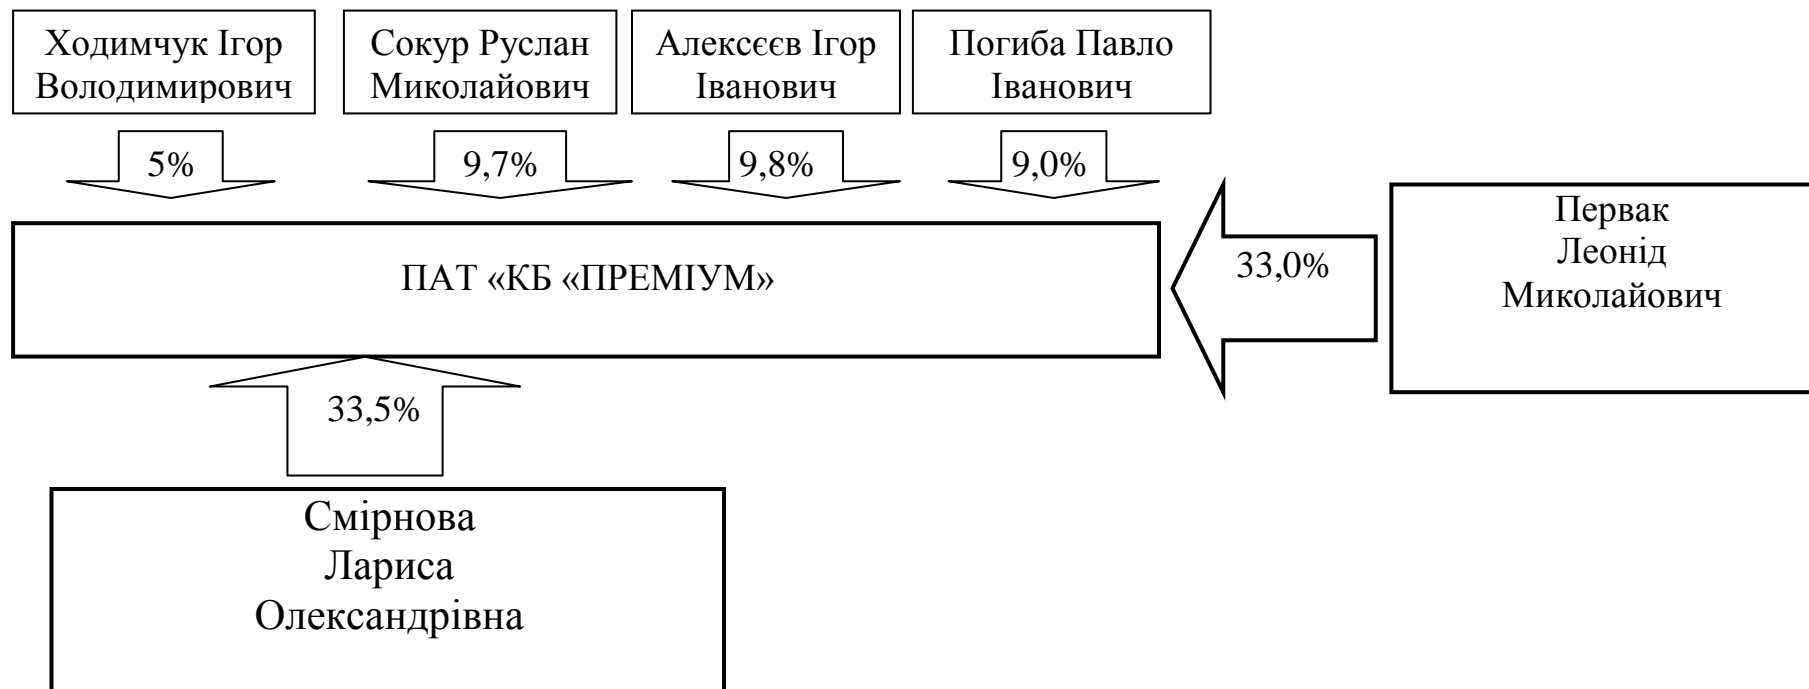 Ходимчук Ігор
Володимирович
Сокур Руслан
Миколайович
Алексєєв Ігор
Іванович
Погиба Павло
Іванович
5%
9,7%
9,8%
9,0%
ПАТ «КБ «ПРЕМІУМ»
33,0%
Первак
Леонід
Миколайович
33,5%
Смірнова
Лариса
Олександрівна